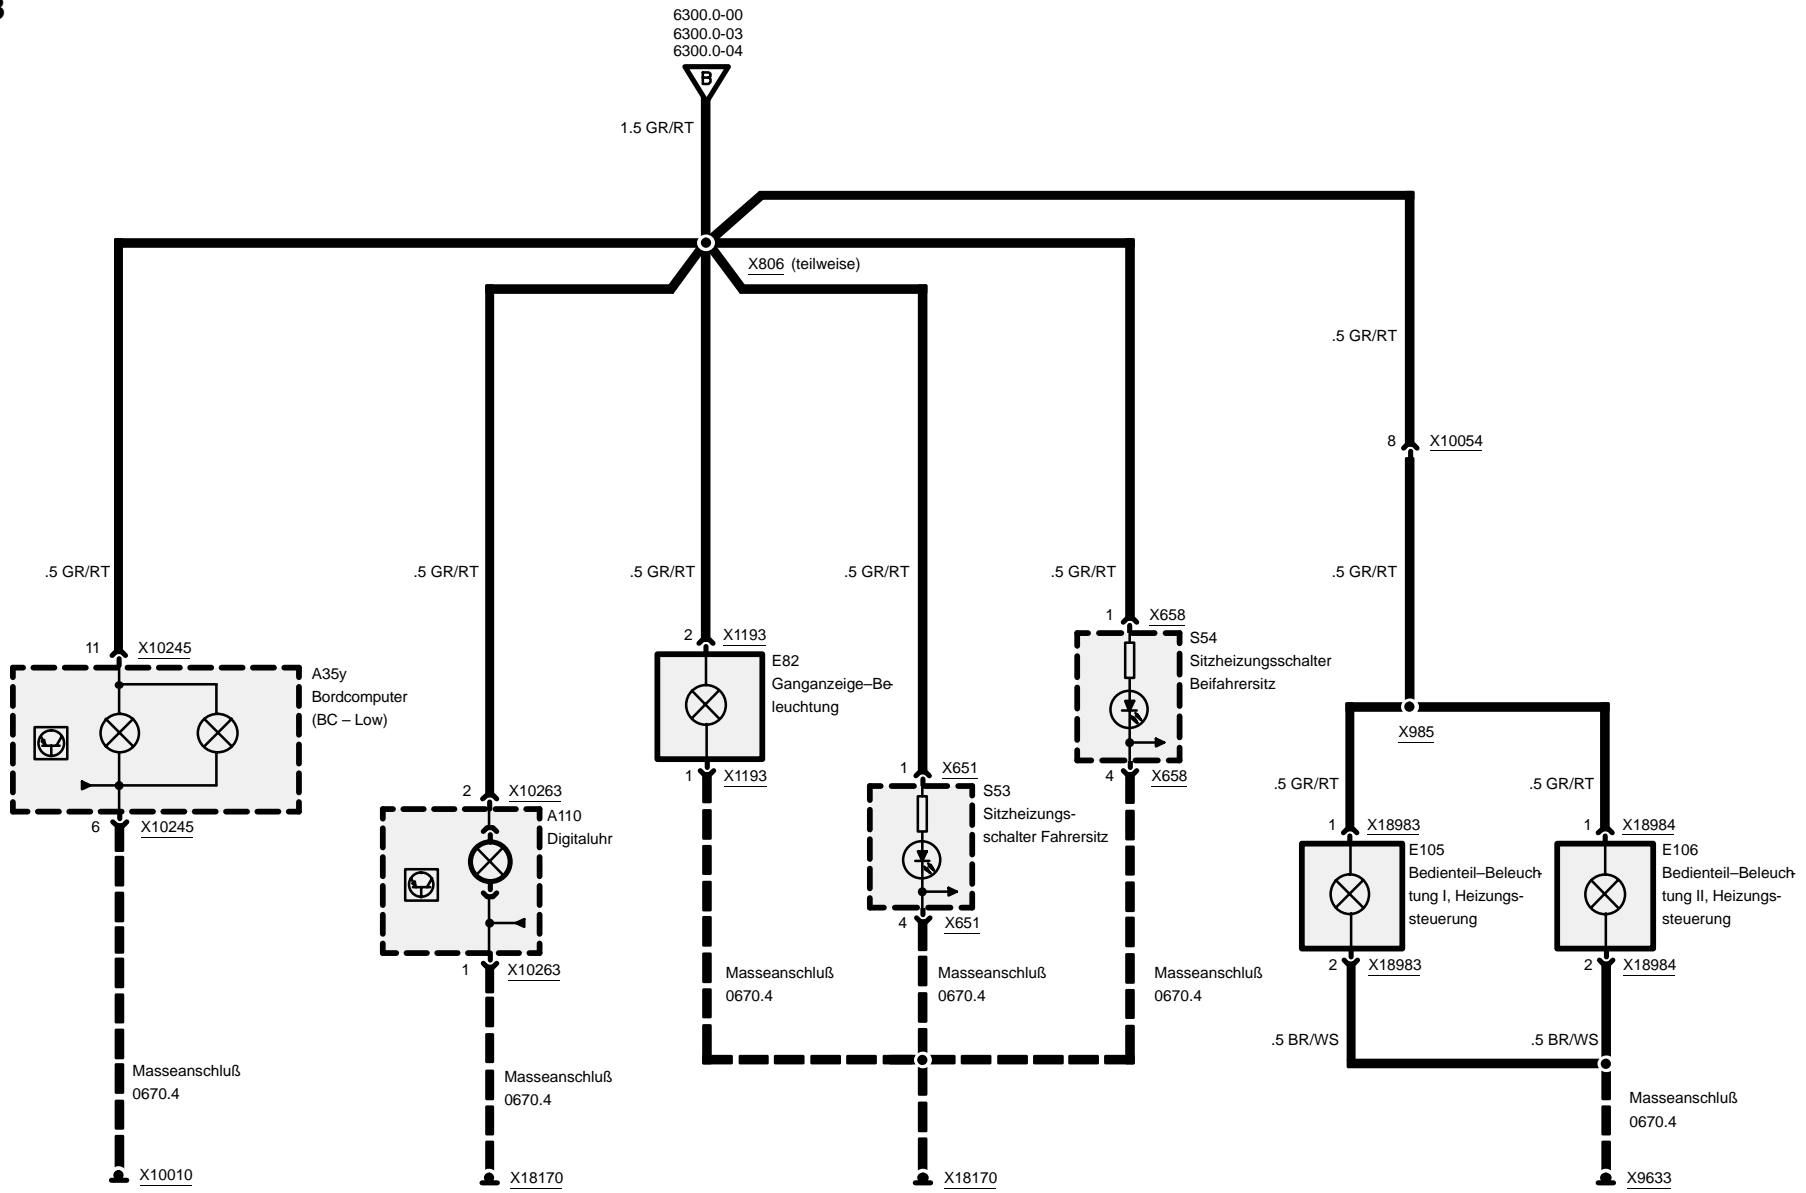 6300.0-00
6300.0-03
6300.0-04
B
1.5 GR/RT
X806 (teilweise)
.5 GR/RT
8 X10054
.5 GR/RT
.5 GR/RT
.5 GR/RT
.5 GR/RT
.5 GR/RT
.5 GR/RT
11 X10245
A35y
Bordcomputer
(BC – Low)
6 X10245
Masseanschluß
0670.4
X10010
2 X10263
A110
Digitaluhr
1 X10263
Masseanschluß
0670.4
X18170
2 X1193
E82
Ganganzeige–Be-
leuchtung
1 X1193
Masseanschluß
0670.4
1 X651
S53
Sitzheizungs-
schalter Fahrersitz
4 X651
Masseanschluß
0670.4
X18170
1 X658
S54
Sitzheizungsschalter
Beifahrersitz
4 X658
Masseanschluß
0670.4
X985
.5 GR/RT
.5 GR/RT
1 X18983
E105
Bedienteil–Beleuch-
tung I, Heizungs-
steuerung
2 X18983
.5 BR/WS
1 X18984
E106
Bedienteil–Beleuch-
tung II, Heizungs-
steuerung
2 X18984
.5 BR/WS
Masseanschluß
0670.4
X9633